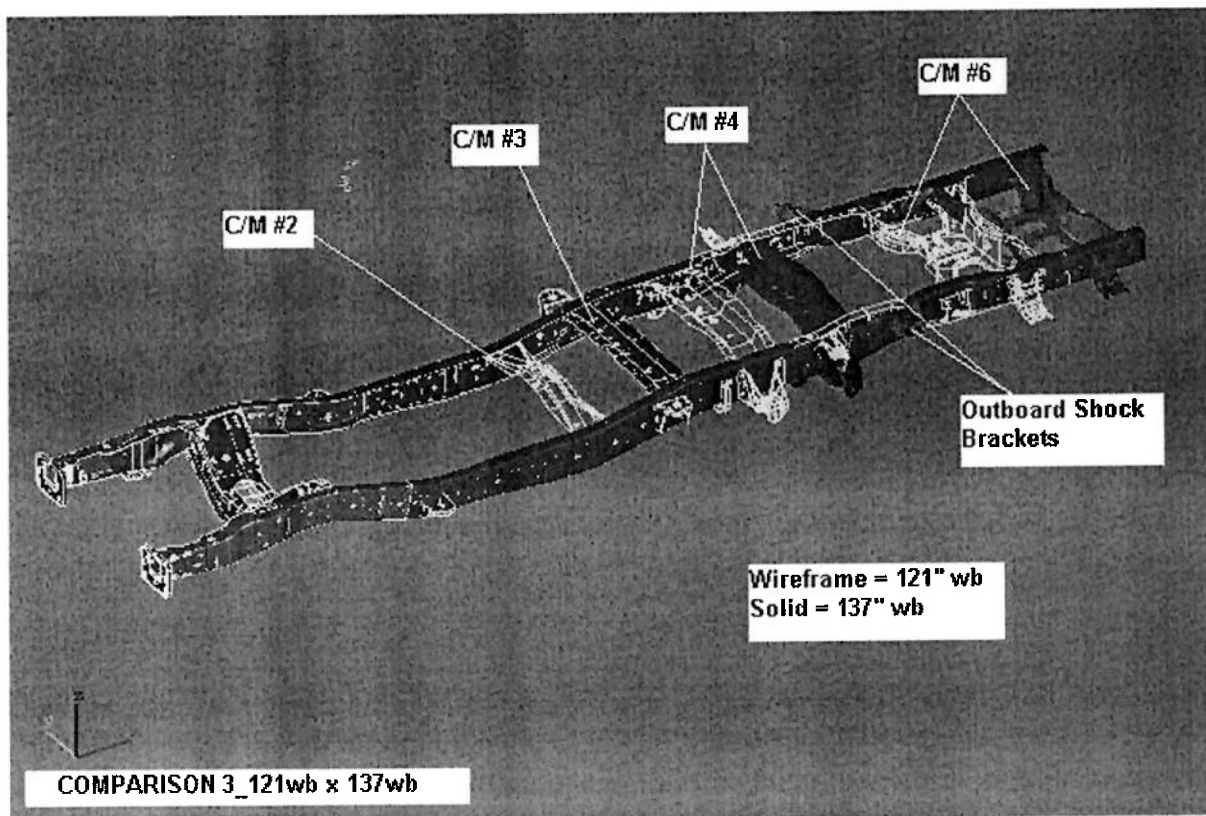 C/M #6
C/M #4
C/M #3
C/M #2
Outboard Shock
Brackets
Wireframe = 121" wb
Solid = 137" wb
Z
COMPARISON 3_121wb x 137wb